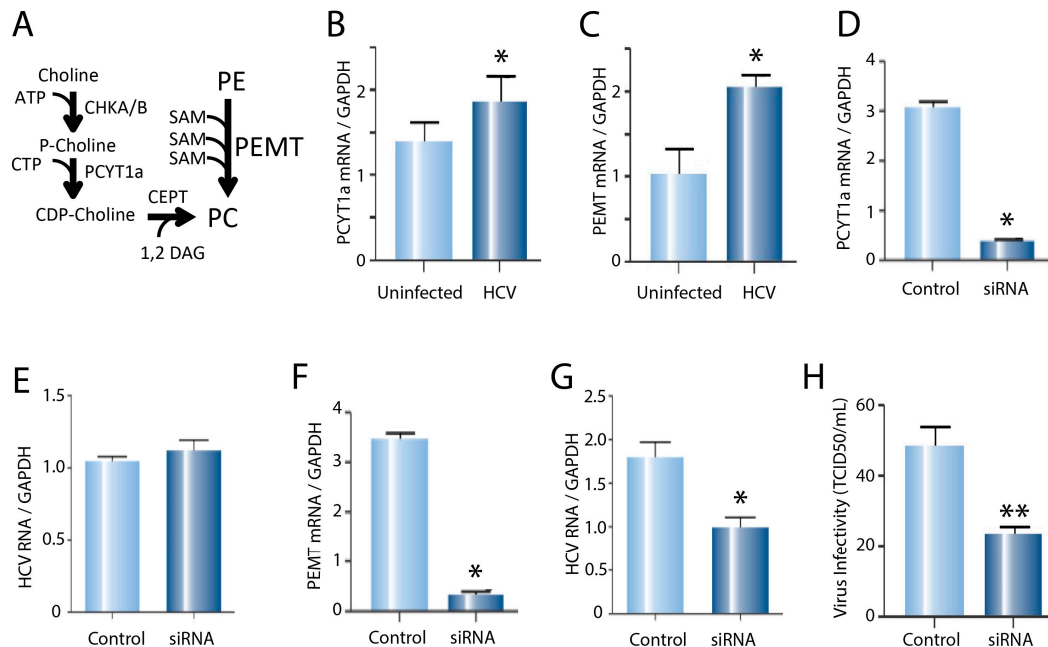 A
Choline
ATP
CHKA/B
P-Choline
CTP
PCYT1a
CDP-Choline
CEPT
1,2 DAG
PE
SAM
SAM
SAM
PEMT
PC
B
PCYT1a mRNA / GAPDH
2
1
0
*
Uninfected HCV
C
PEMT mRNA / GAPDH
2
1
0
*
Uninfected HCV
D
PCYT1a mRNA / GAPDH
4
3
2
1
0
*
Control siRNA
E
HCV RNA / GAPDH
1.5
1.0
0.5
0
Control siRNA
F
PEMT mRNA / GAPDH
4
3
2
1
0
*
Control siRNA
G
HCV RNA / GAPDH
2.5
2.0
1.5
1.0
0.5
0
*
Control siRNA
H
Virus Infectivity (TCID50/mL)
60
40
20
0
**
Control siRNA